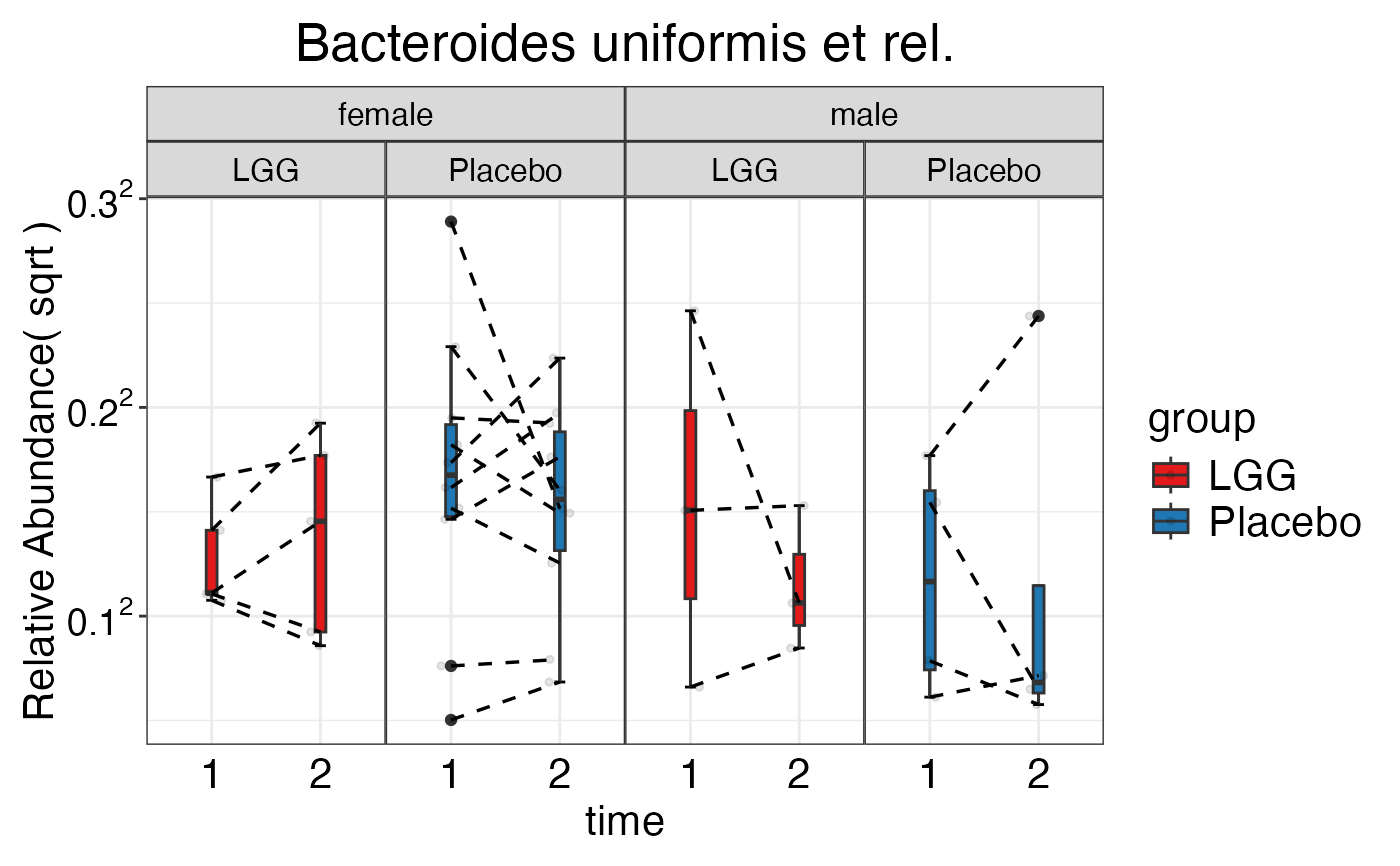 Bacteroides uniformis et rel.
female male
LGG Placebo LGG Placebo
0.3²
0.2²
0.1²
Relative Abundance( sqrt )
1 2 1 2 1 2 1 2
time
group
LGG
Placebo